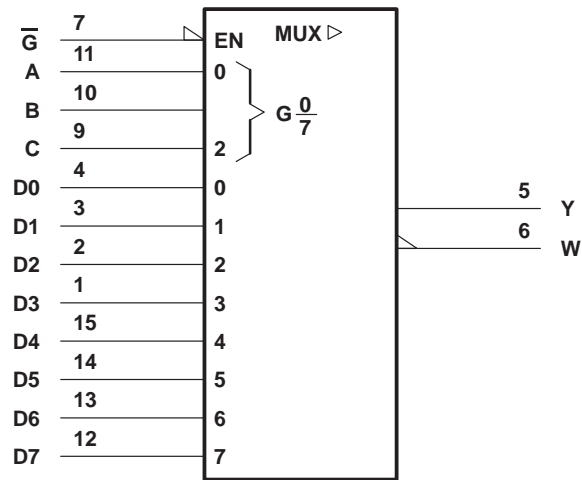 G̅ 7 EN MUX ▷
A 11 0
B 10 G 0/7
C 9 2
D0 4 0
D1 3 1
5 Y
D2 2 2
6 W
D3 1 3
D4 15 4
D5 14 5
D6 13 6
D7 12 7